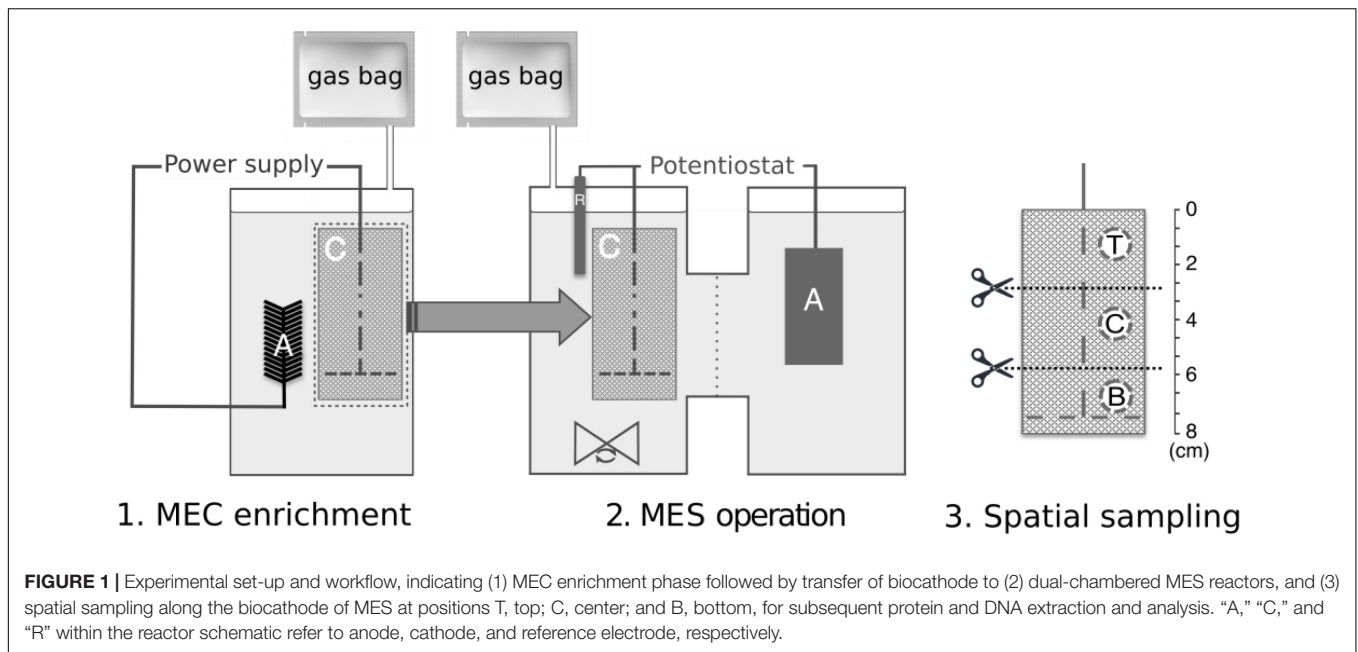 gas bag
gas bag
Power supply
Potentiostat
R
C
C
A
A
T
C
B
0
2
4
6
8
(cm)
1. MEC enrichment
2. MES operation
3. Spatial sampling
FIGURE 1 | Experimental set-up and workflow, indicating (1) MEC enrichment phase followed by transfer of biocathode to (2) dual-chambered MES reactors, and (3)
spatial sampling along the biocathode of MES at positions T, top; C, center; and B, bottom, for subsequent protein and DNA extraction and analysis. “A,” “C,” and
“R” within the reactor schematic refer to anode, cathode, and reference electrode, respectively.